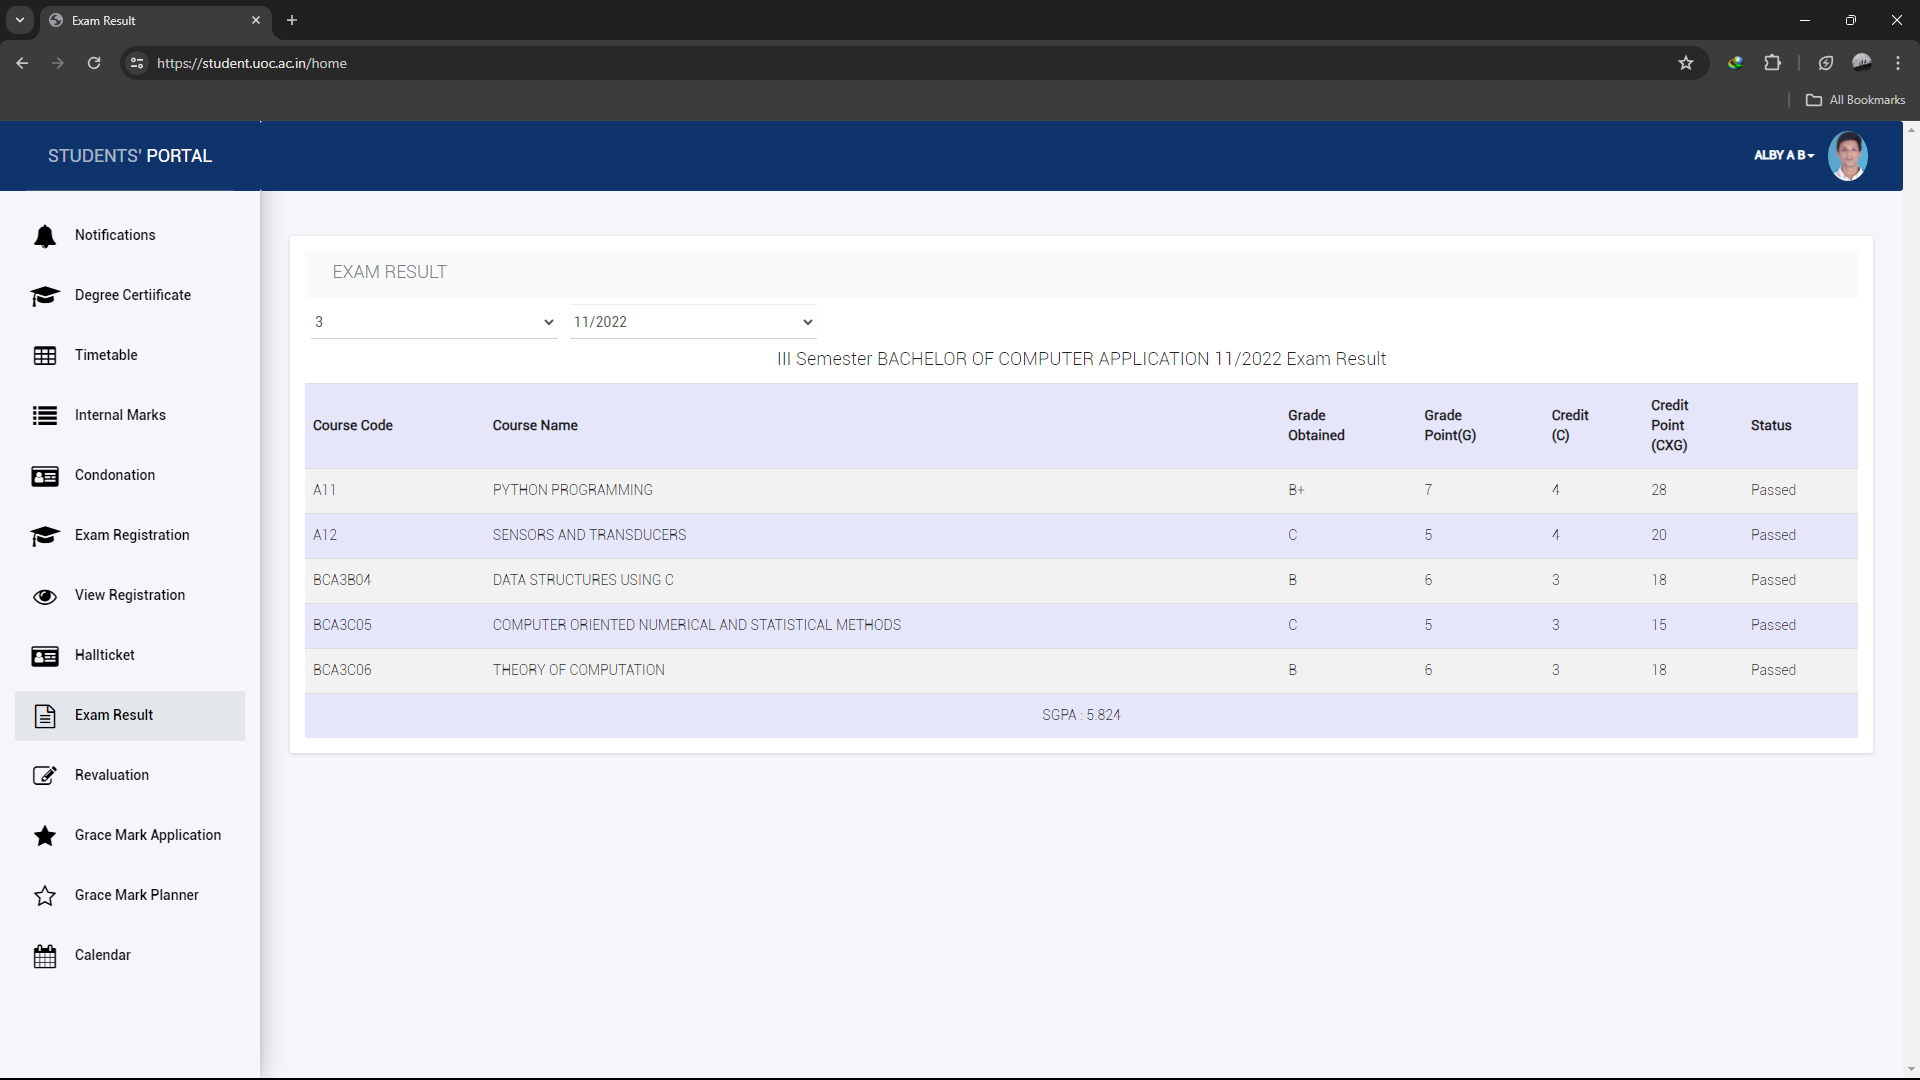 Exam Result
https://student.uoc.ac.in/home
All Bookmarks
STUDENTS' PORTAL
ALBY A B
Notifications
Degree Certiificate
Timetable
Internal Marks
Condonation
Exam Registration
View Registration
Hallticket
Exam Result
Revaluation
Grace Mark Application
Grace Mark Planner
Calendar
EXAM RESULT
3 11/2022
III Semester BACHELOR OF COMPUTER APPLICATION 11/2022 Exam Result
Course Code Course Name Grade Obtained Grade Point(G) Credit (C) Credit Point (CXG) Status
A11 PYTHON PROGRAMMING B+ 7 4 28 Passed
A12 SENSORS AND TRANSDUCERS C 5 4 20 Passed
BCA3B04 DATA STRUCTURES USING C B 6 3 18 Passed
BCA3C05 COMPUTER ORIENTED NUMERICAL AND STATISTICAL METHODS C 5 3 15 Passed
BCA3C06 THEORY OF COMPUTATION B 6 3 18 Passed
SGPA : 5.824